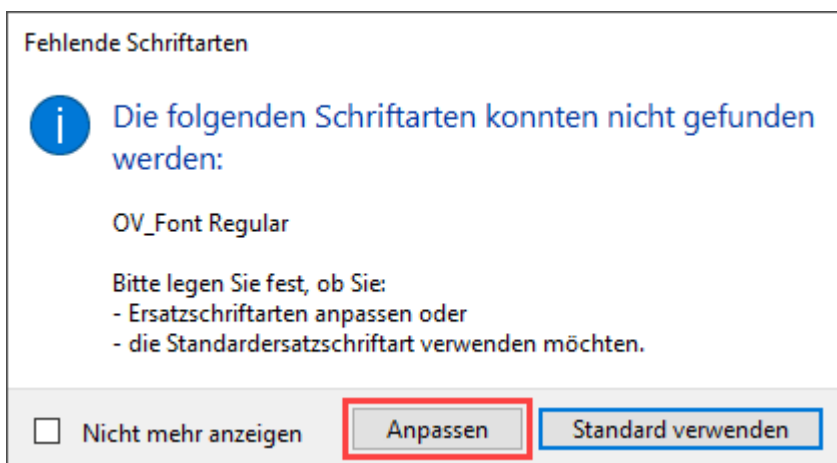 Fehlende Schriftarten
Die folgenden Schriftarten konnten nicht gefunden
werden:
OV_Font Regular
Bitte legen Sie fest, ob Sie:
- Ersatzschriftarten anpassen oder
- die Standardersatzschriftart verwenden möchten.
Nicht mehr anzeigen Anpassen Standard verwenden